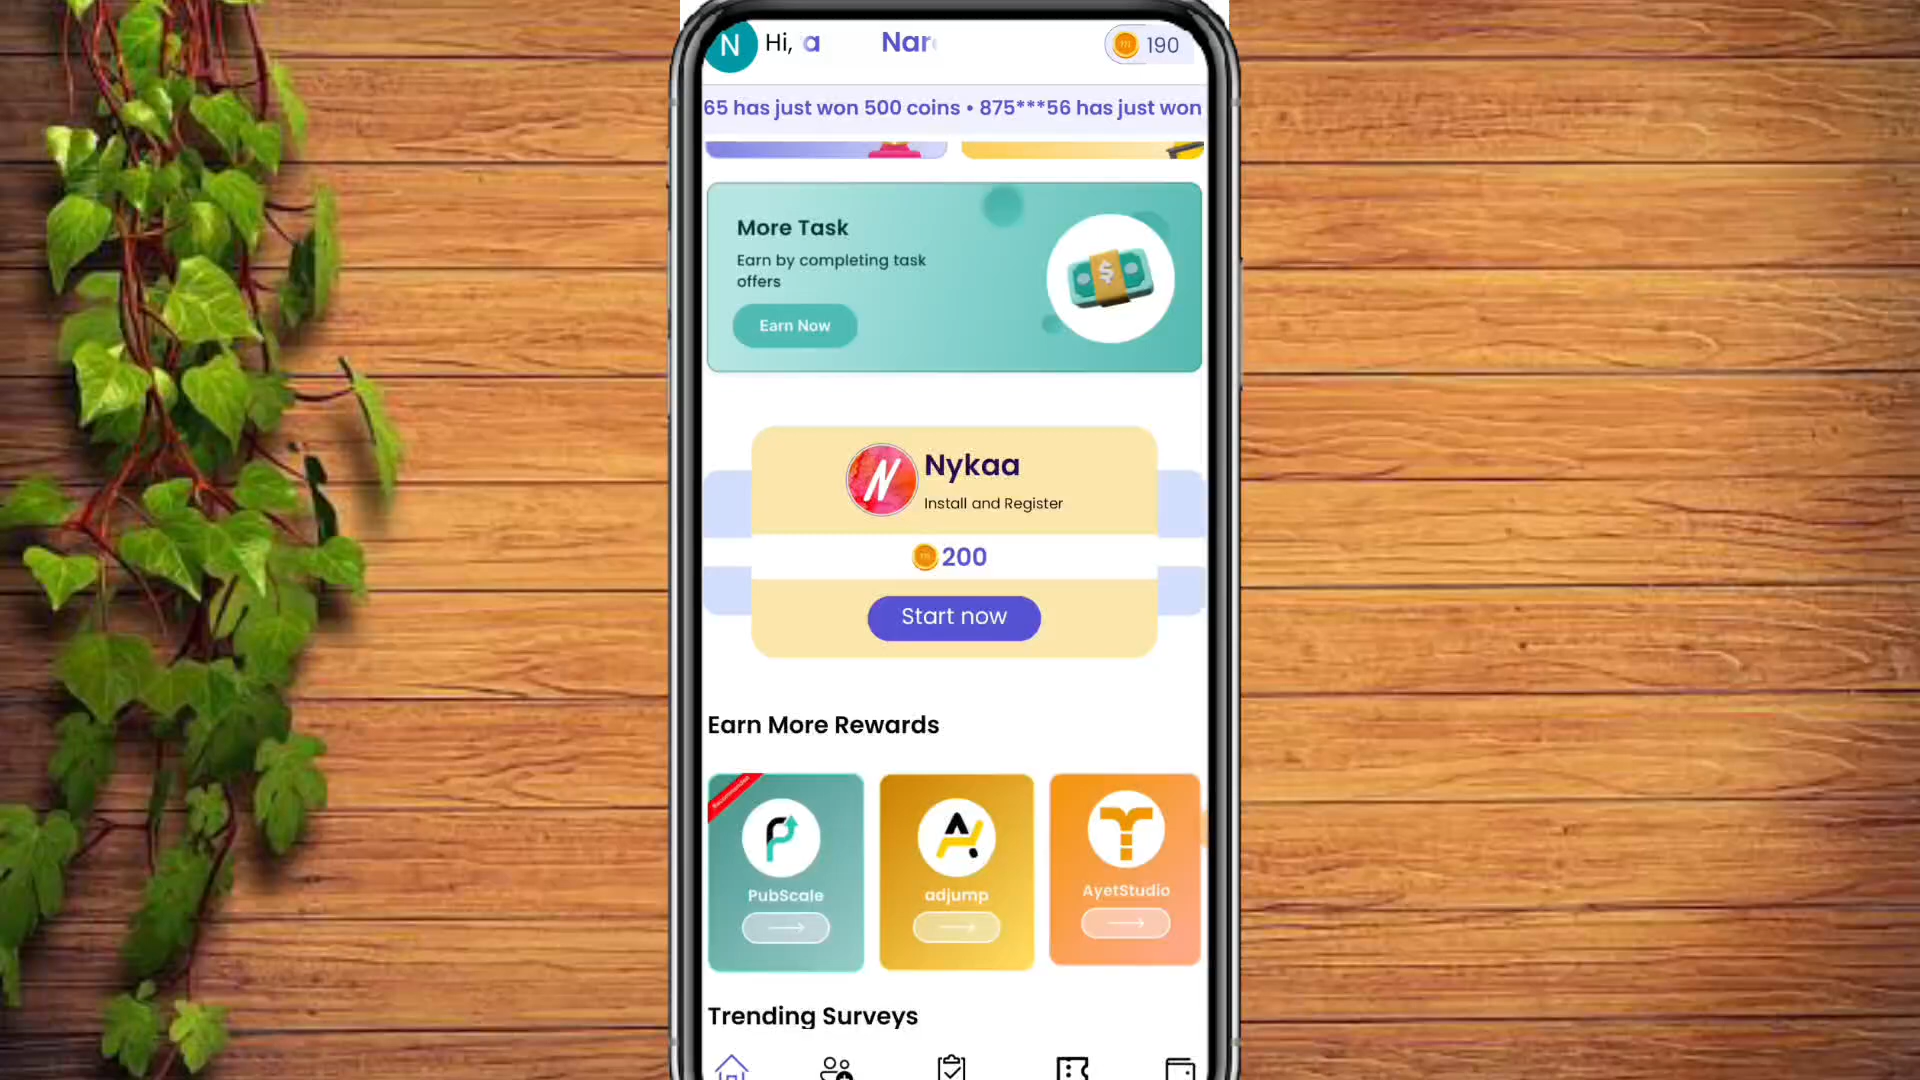 N Hi, a Nar 190
65 has just won 500 coins • 875***56 has just won
More Task
Earn by completing task
offers
Earn Now
Nykaa
Install and Register
200
Start now
Earn More Rewards
Recommended
PubScale
adjump
AyetStudio
Trending Surveys